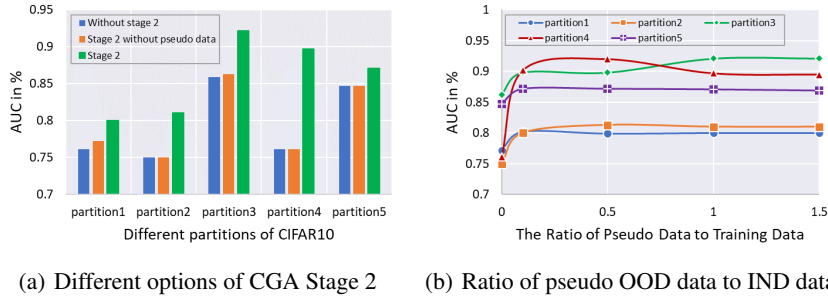 0.95
0.9
0.85
0.8
0.75
0.7
AUC in %
Without stage 2
Stage 2 without pseudo data
Stage 2
partition1 partition2 partition3 partition4 partition5
Different partitions of CIFAR10
(a) Different options of CGA Stage 2
1
0.95
0.9
0.85
0.8
0.75
0.7
AUC in %
partition1 partition2 partition3
partition4 partition5
0 0.5 1 1.5
The Ratio of Pseudo Data to Training Data
(b) Ratio of pseudo OOD data to IND data